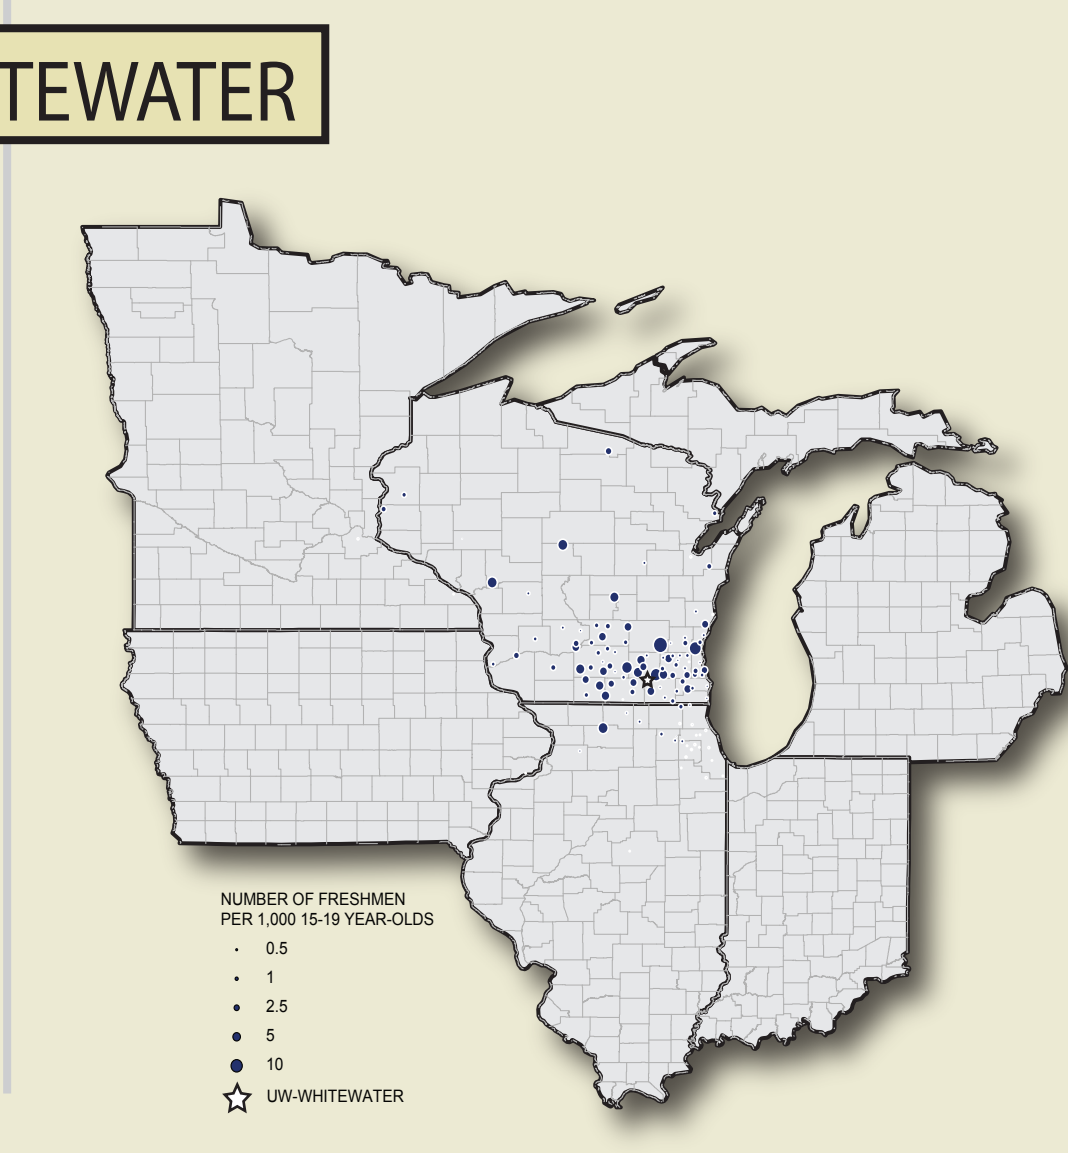 TEWATER
NUMBER OF FRESHMEN
PER 1,000 15-19 YEAR-OLDS
0.5
1
2.5
5
10
UW-WHITEWATER